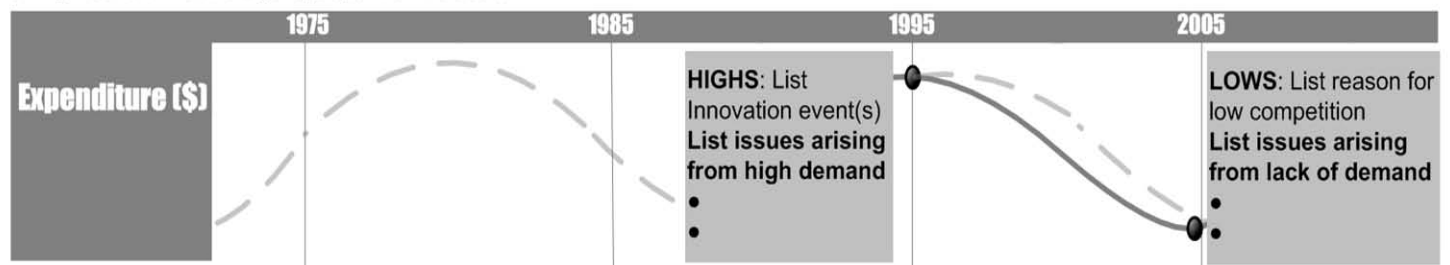 1975 1985 1995 2005
Expenditure ($)
HIGHS: List
Innovation event(s)
List issues arising
from high demand
•
•
LOWS: List reason for
low competition
List issues arising
from lack of demand
•
•